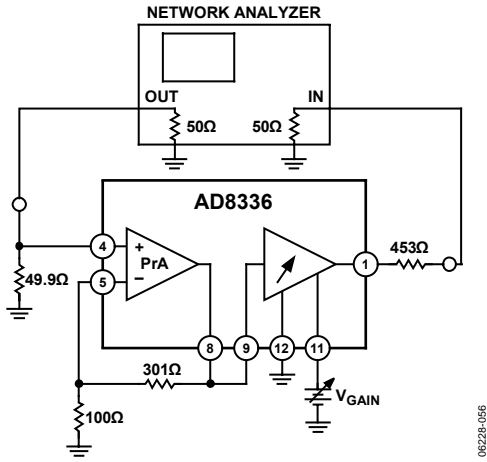 NETWORK ANALYZER
OUT
IN
50Ω
50Ω
AD8336
4
+
PrA
5
−
1
453Ω
49.9Ω
8
9
12
11
301Ω
100Ω
VGAIN
06228-056